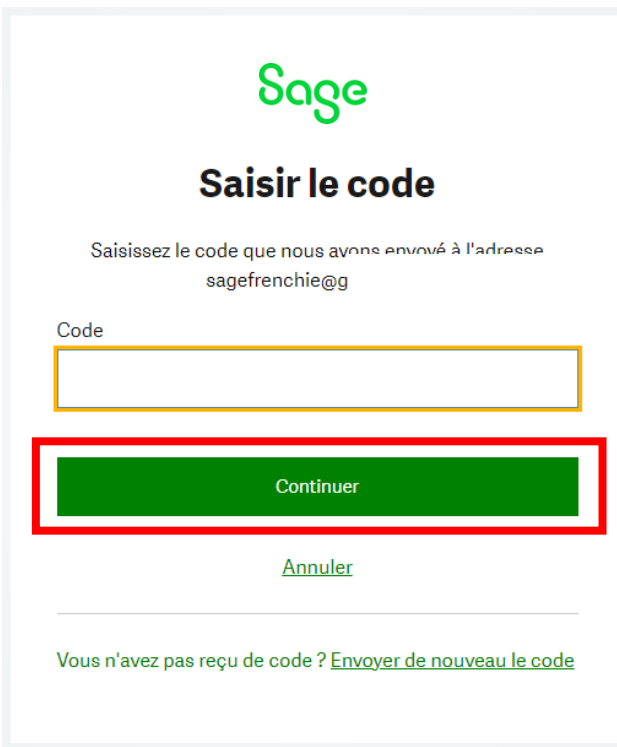 Sage
Saisir le code
Saisissez le code que nous avons envoyé à l'adresse
sagefrenchie@g
Code
Continuer
Annuler
Vous n'avez pas reçu de code ? Envoyer de nouveau le code